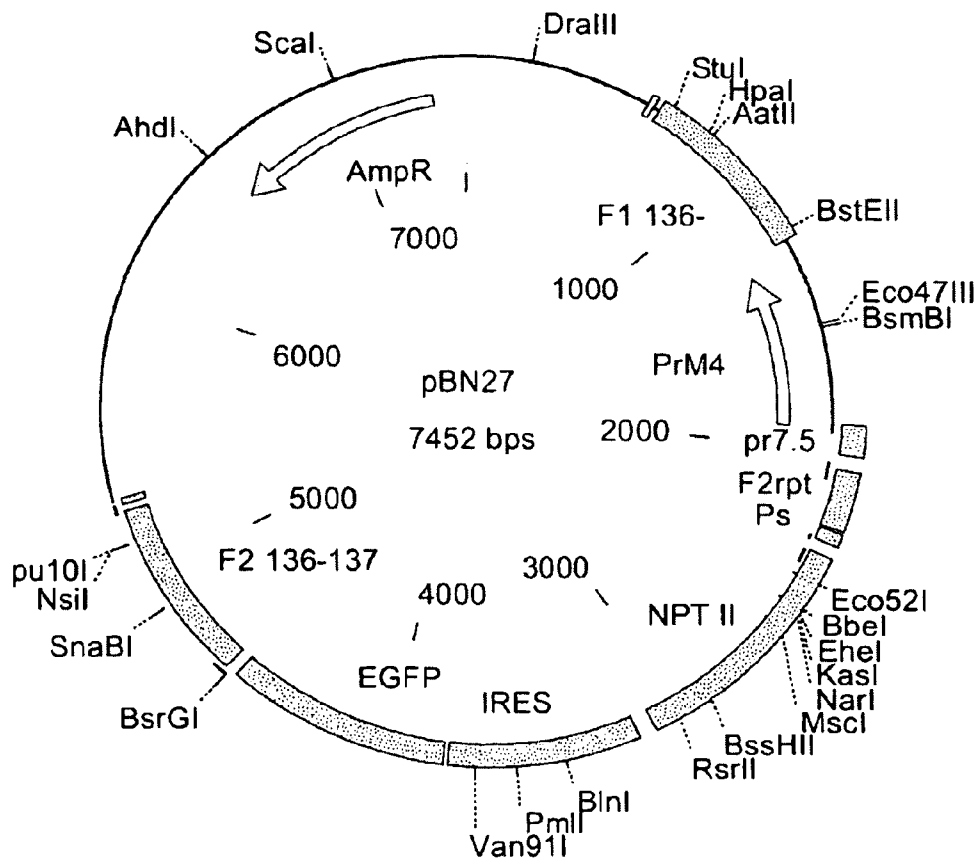 DraIII
ScaI
StuI
HpaI
AatII
AhdI
AmpR
F1 136-
BstEII
7000
1000
Eco47III
BsmBI
6000
PrM4
pBN27
7452 bps
2000
pr7.5
F2rpt
Ps
5000
F2 136-137
3000
pu10I
NsiI
4000
NPT II
Eco52I
BbeI
EheI
KasI
NarI
MscI
SnaBI
EGFP
IRES
BsrGI
BssHII
RsrII
BlnI
PmlI
Van91I